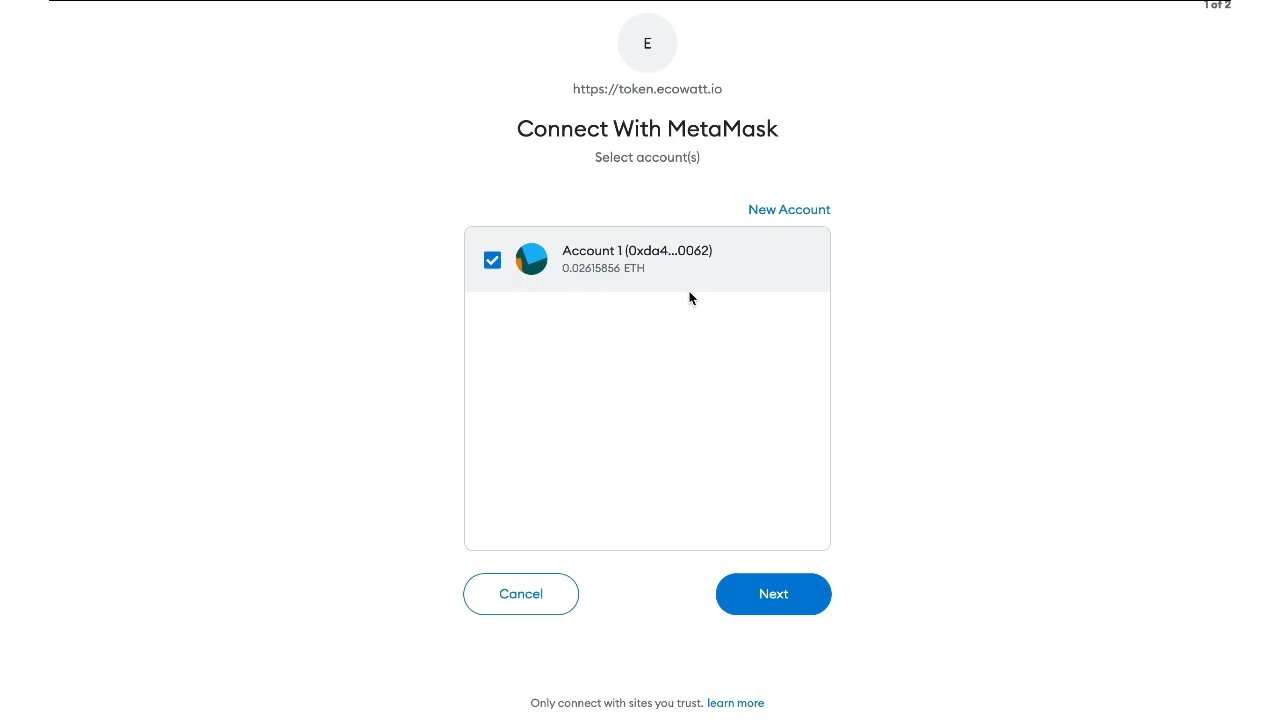 1 of 2
E
https://token.ecowatt.io
Connect With MetaMask
Select account(s)
New Account
Account 1 (0xda4...0062)
0.02615856 ETH
Cancel
Next
Only connect with sites you trust. learn more